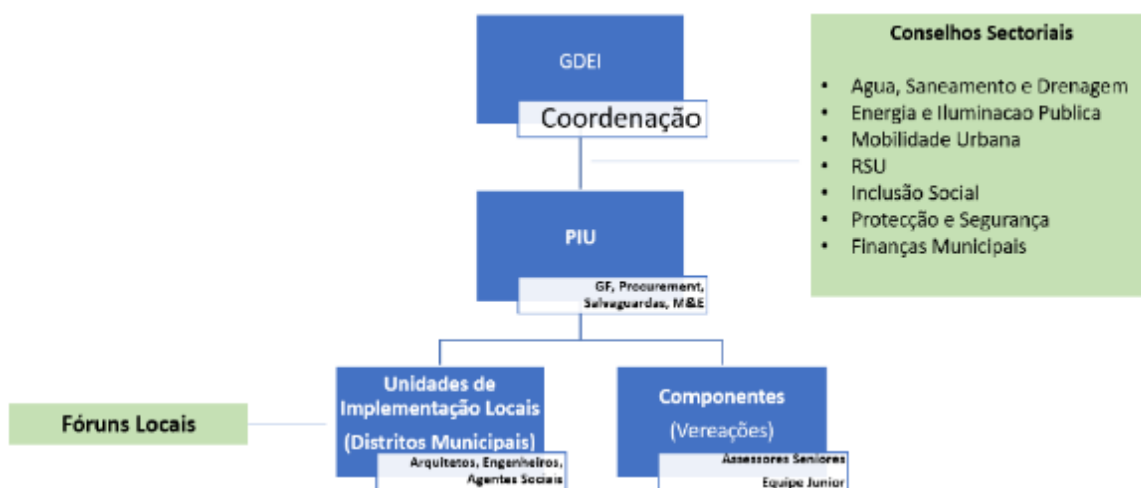 GDEI
Coordenação
Conselhos Sectoriais
• Agua, Saneamento e Drenagem
• Energia e Iluminacao Publica
• Mobilidade Urbana
• RSU
• Inclusão Social
• Protecção e Segurança
• Finanças Municipais
PIU
GF, Procurement,
Salvaguardas, M&E
Fóruns Locais
Unidades de
Implementação Locais
(Distritos Municipais)
Arquitetos, Engenheiros,
Agentes Sociais
Componentes
(Vereações)
Assessores Seniores
Equipe Junior